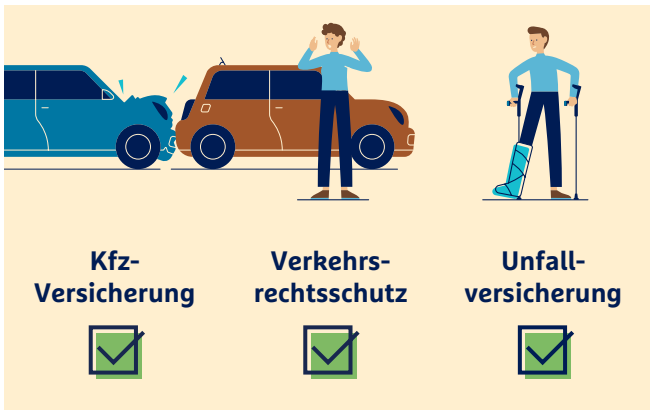 Kfz-
Versicherung
Verkehrs-
rechtsschutz
Unfall-
versicherung